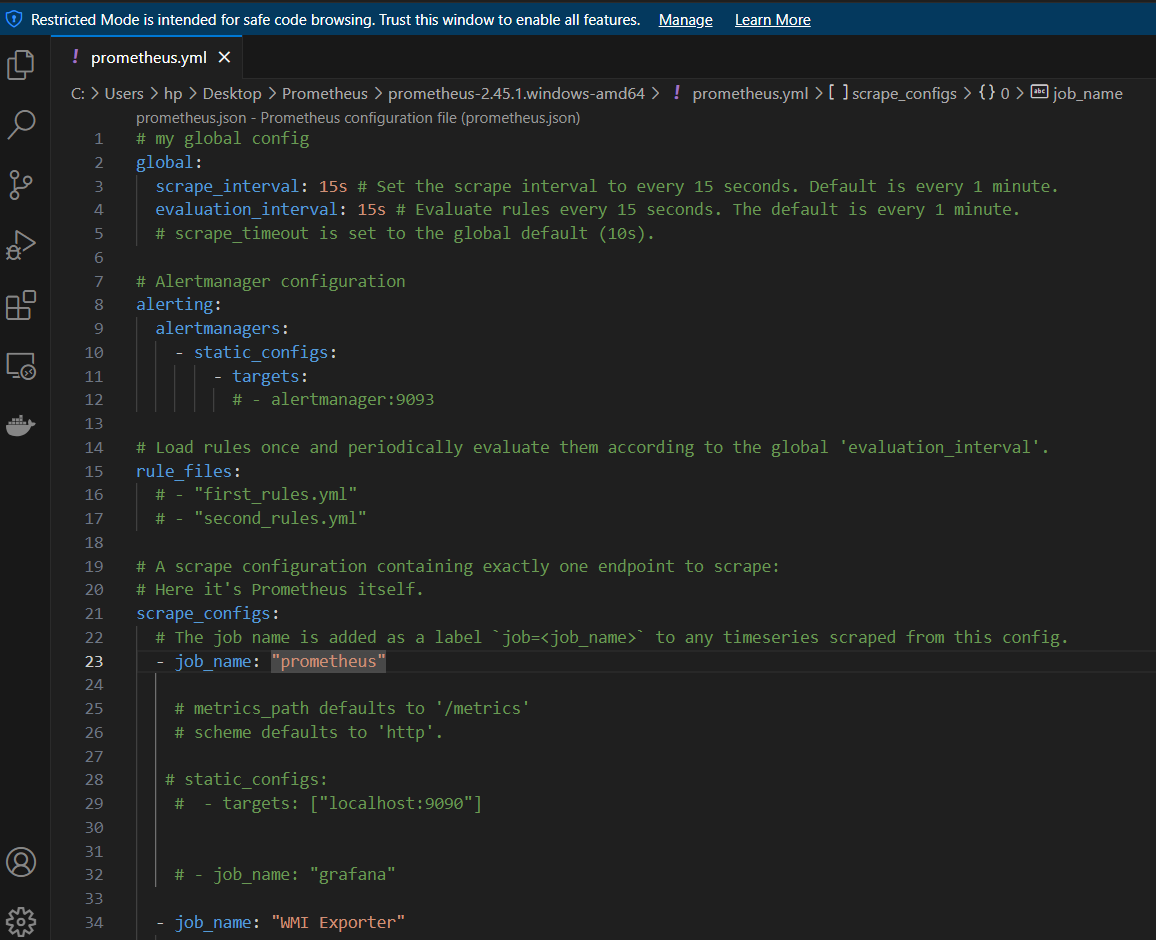 Restricted Mode is intended for safe code browsing. Trust this window to enable all features. Manage Learn More
! prometheus.yml ×
C: > Users > hp > Desktop > Prometheus > prometheus-2.45.1.windows-amd64 > ! prometheus.yml > [ ] scrape_configs > {} 0 > abc job_name
prometheus.json - Prometheus configuration file (prometheus.json)
1 # my global config
2 global:
3   scrape_interval: 15s # Set the scrape interval to every 15 seconds. Default is every 1 minute.
4   evaluation_interval: 15s # Evaluate rules every 15 seconds. The default is every 1 minute.
5   # scrape_timeout is set to the global default (10s).
6
7 # Alertmanager configuration
8 alerting:
9   alertmanagers:
10     - static_configs:
11         - targets:
12           # - alertmanager:9093
13
14 # Load rules once and periodically evaluate them according to the global 'evaluation_interval'.
15 rule_files:
16   # - "first_rules.yml"
17   # - "second_rules.yml"
18
19 # A scrape configuration containing exactly one endpoint to scrape:
20 # Here it's Prometheus itself.
21 scrape_configs:
22   # The job name is added as a label `job=<job_name>` to any timeseries scraped from this config.
23   - job_name: "prometheus"
24
25     # metrics_path defaults to '/metrics'
26     # scheme defaults to 'http'.
27
28    # static_configs:
29     #  - targets: ["localhost:9090"]
30
31
32     # - job_name: "grafana"
33
34   - job_name: "WMI Exporter"